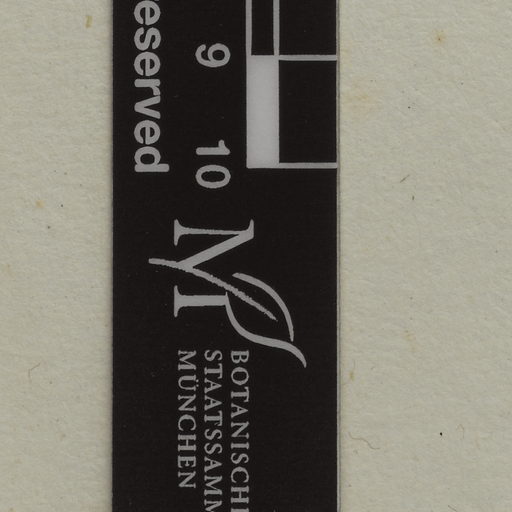 eserved
9
10
BOTANISCHE
STAATSSAMM
MÜNCHEN